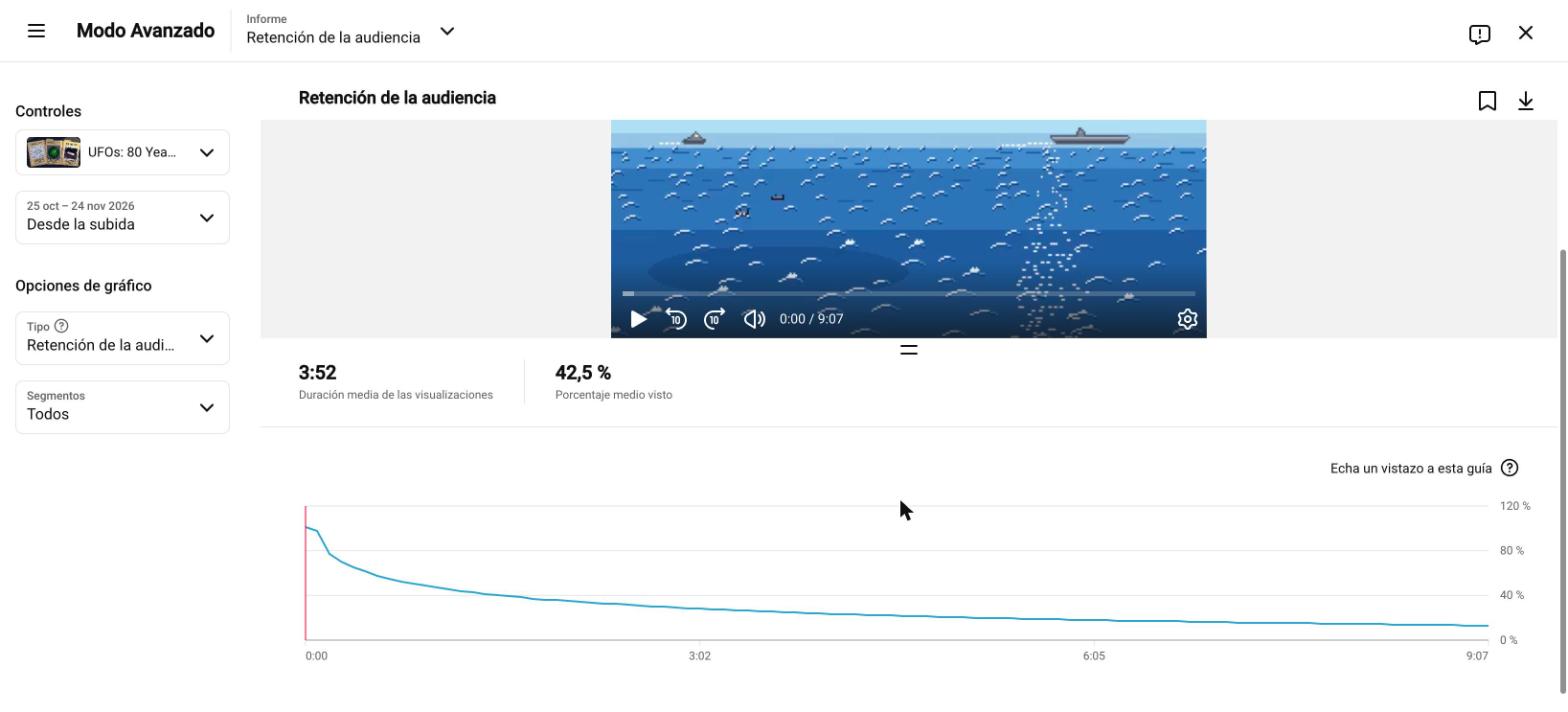 Modo Avanzado
Informe
Retención de la audiencia
Controles
UFOs: 80 Yea...
25 oct – 24 nov 2026
Desde la subida
Opciones de gráfico
Tipo
Retención de la audi...
Segmentos
Todos
Retención de la audiencia
10
10
0:00 / 9:07
3:52
Duración media de las visualizaciones
42,5 %
Porcentaje medio visto
Echa un vistazo a esta guía
120 %
80 %
40 %
0 %
0:00
3:02
6:05
9:07